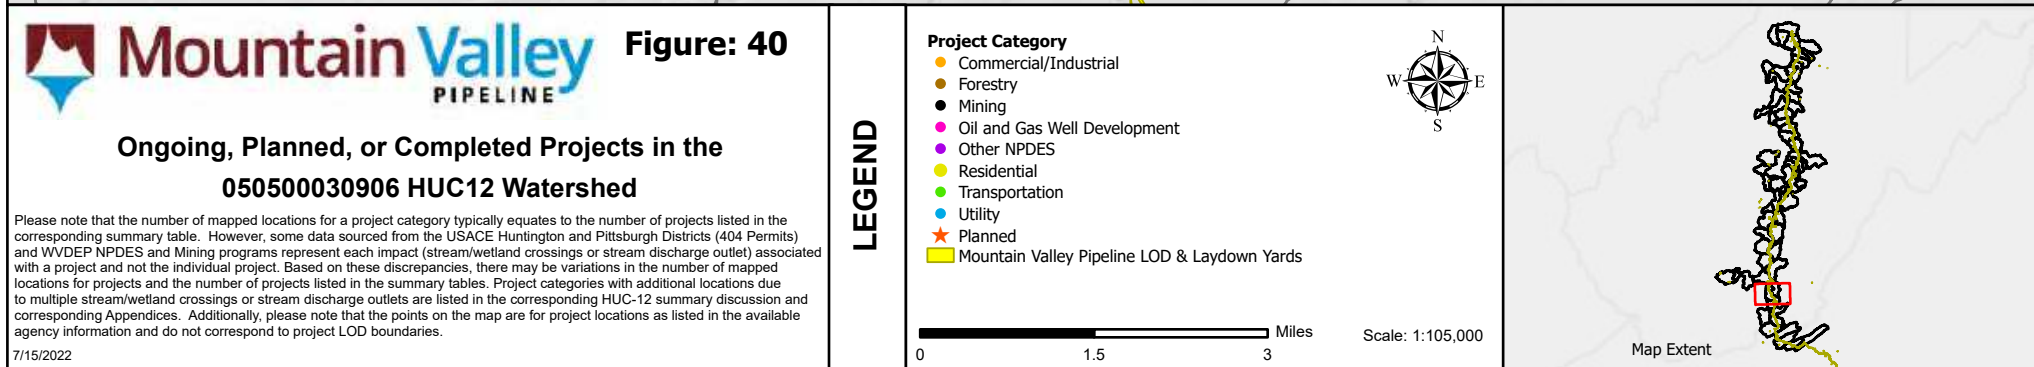 Mountain Valley
PIPELINE
Figure: 40
Ongoing, Planned, or Completed Projects in the
050500030906 HUC12 Watershed
Please note that the number of mapped locations for a project category typically equates to the number of projects listed in the
corresponding summary table. However, some data sourced from the USACE Huntington and Pittsburgh Districts (404 Permits)
and WVDEP NPDES and Mining programs represent each impact (stream/wetland crossings or stream discharge outlet) associated
with a project and not the individual project. Based on these discrepancies, there may be variations in the number of mapped
locations for projects and the number of projects listed in the summary tables. Project categories with additional locations due
to multiple stream/wetland crossings or stream discharge outlets are listed in the corresponding HUC-12 summary discussion and
corresponding Appendices. Additionally, please note that the points on the map are for project locations as listed in the available
agency information and do not correspond to project LOD boundaries.
7/15/2022
LEGEND
Project Category
Commercial/Industrial
Forestry
Mining
Oil and Gas Well Development
Other NPDES
Residential
Transportation
Utility
Planned
Mountain Valley Pipeline LOD & Laydown Yards
N
W E
S
Miles
0 1.5 3
Scale: 1:105,000
Map Extent